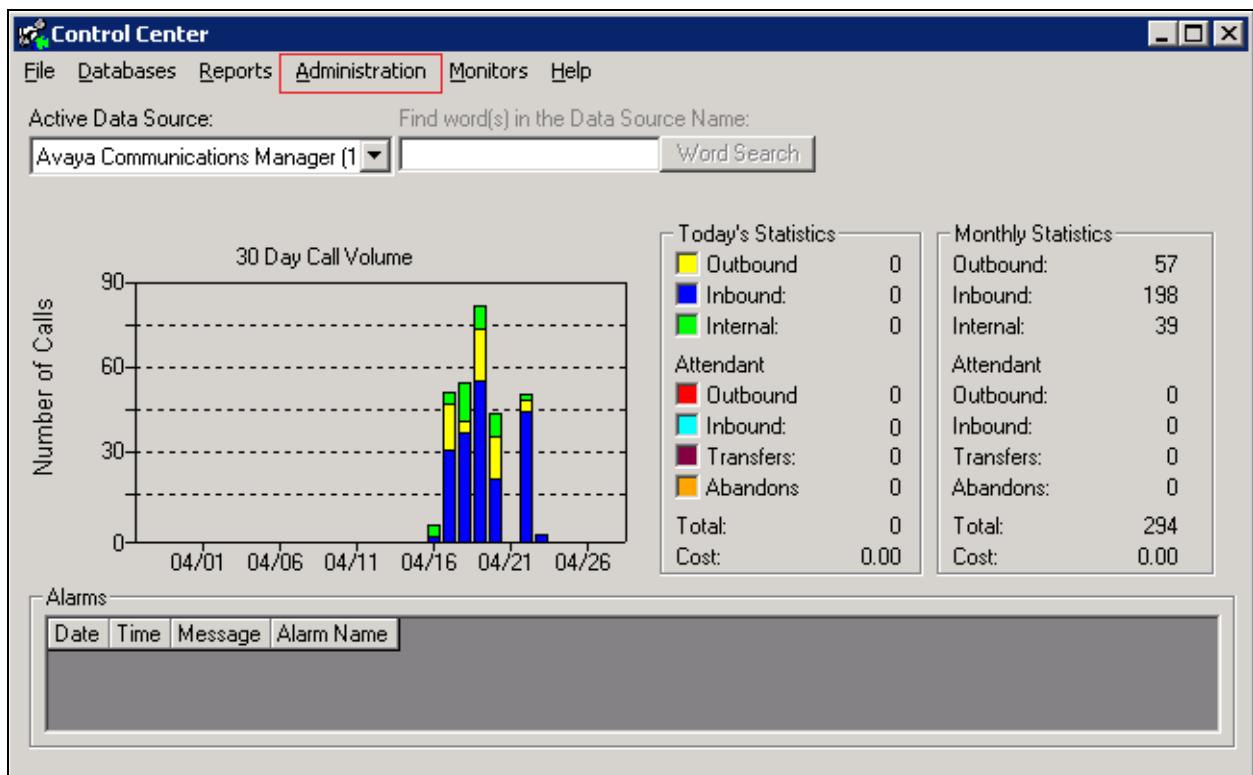 Control Center
File Databases Reports Administration Monitors Help
Active Data Source: Find word(s) in the Data Source Name:
Avaya Communications Manager (1 Word Search
30 Day Call Volume
Number of Calls
90
60
30
0
04/01 04/06 04/11 04/16 04/21 04/26
Today's Statistics
Outbound 0
Inbound: 0
Internal: 0
Attendant
Outbound 0
Inbound: 0
Transfers: 0
Abandons 0
Total: 0
Cost: 0.00
Monthly Statistics
Outbound: 57
Inbound: 198
Internal: 39
Attendant
Outbound: 0
Inbound: 0
Transfers: 0
Abandons: 0
Total: 294
Cost: 0.00
Alarms
Date Time Message Alarm Name